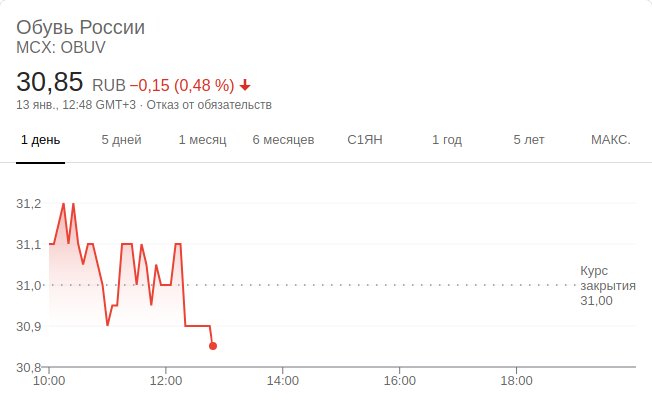 Обувь России
MCX: OBUV
30,85 RUB −0,15 (0,48 %)
13 янв., 12:48 GMT+3 · Отказ от обязательств
1 день 5 дней 1 месяц 6 месяцев С1ЯН 1 год 5 лет МАКС.
31,2
31,1
31,0
30,9
30,8
Курс
закрытия
31,00
10:00 12:00 14:00 16:00 18:00